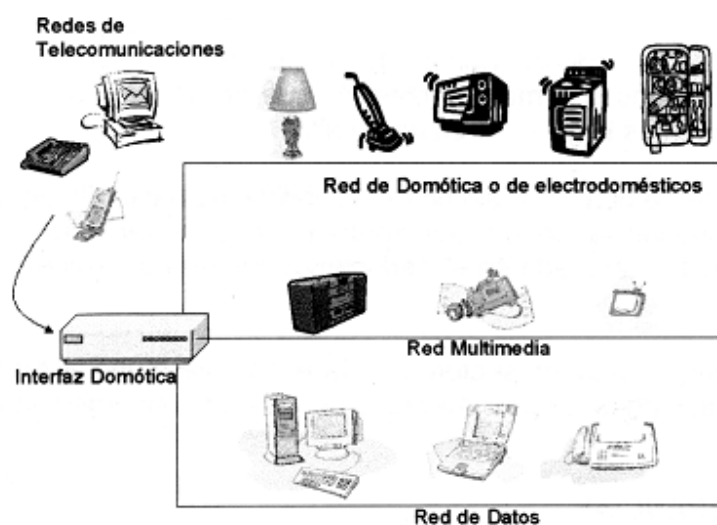 Redes de
Telecomunicaciones
Red de Domótica o de electrodomésticos
Red Multimedia
Interfaz Domótica
Red de Datos